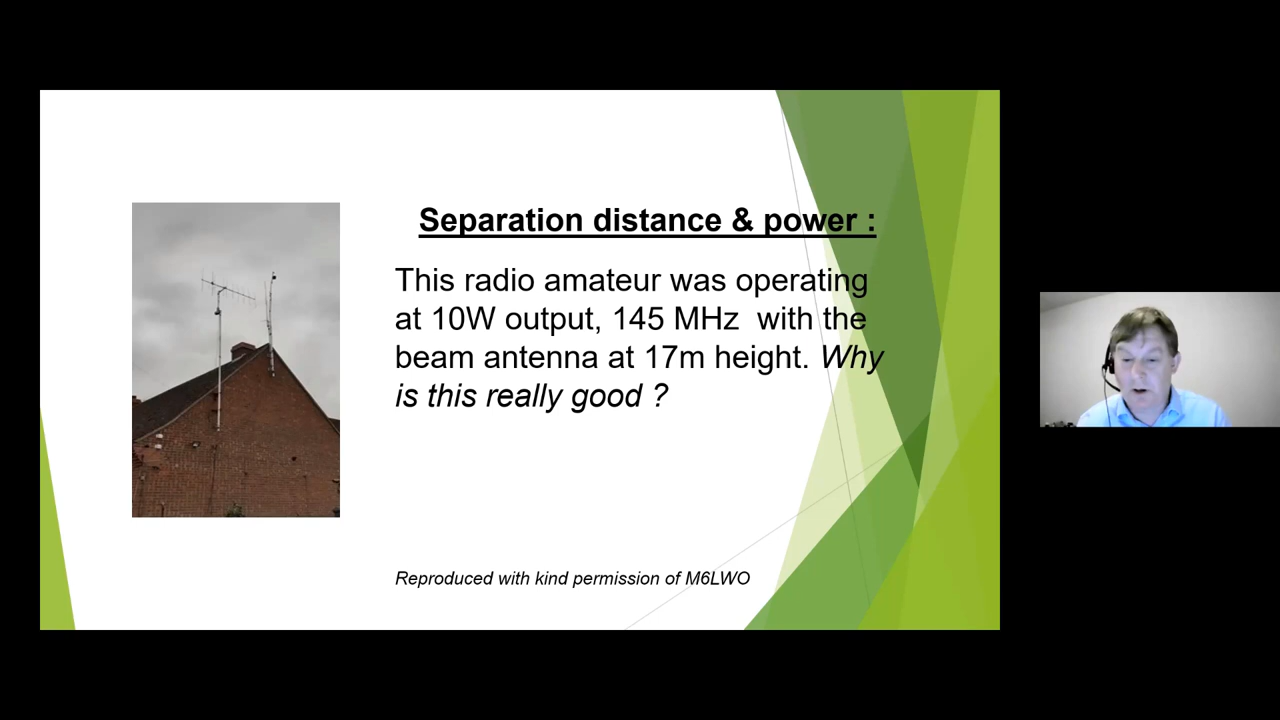 Separation distance & power :
This radio amateur was operating
at 10W output, 145 MHz with the
beam antenna at 17m height. Why
is this really good ?
Reproduced with kind permission of M6LWO